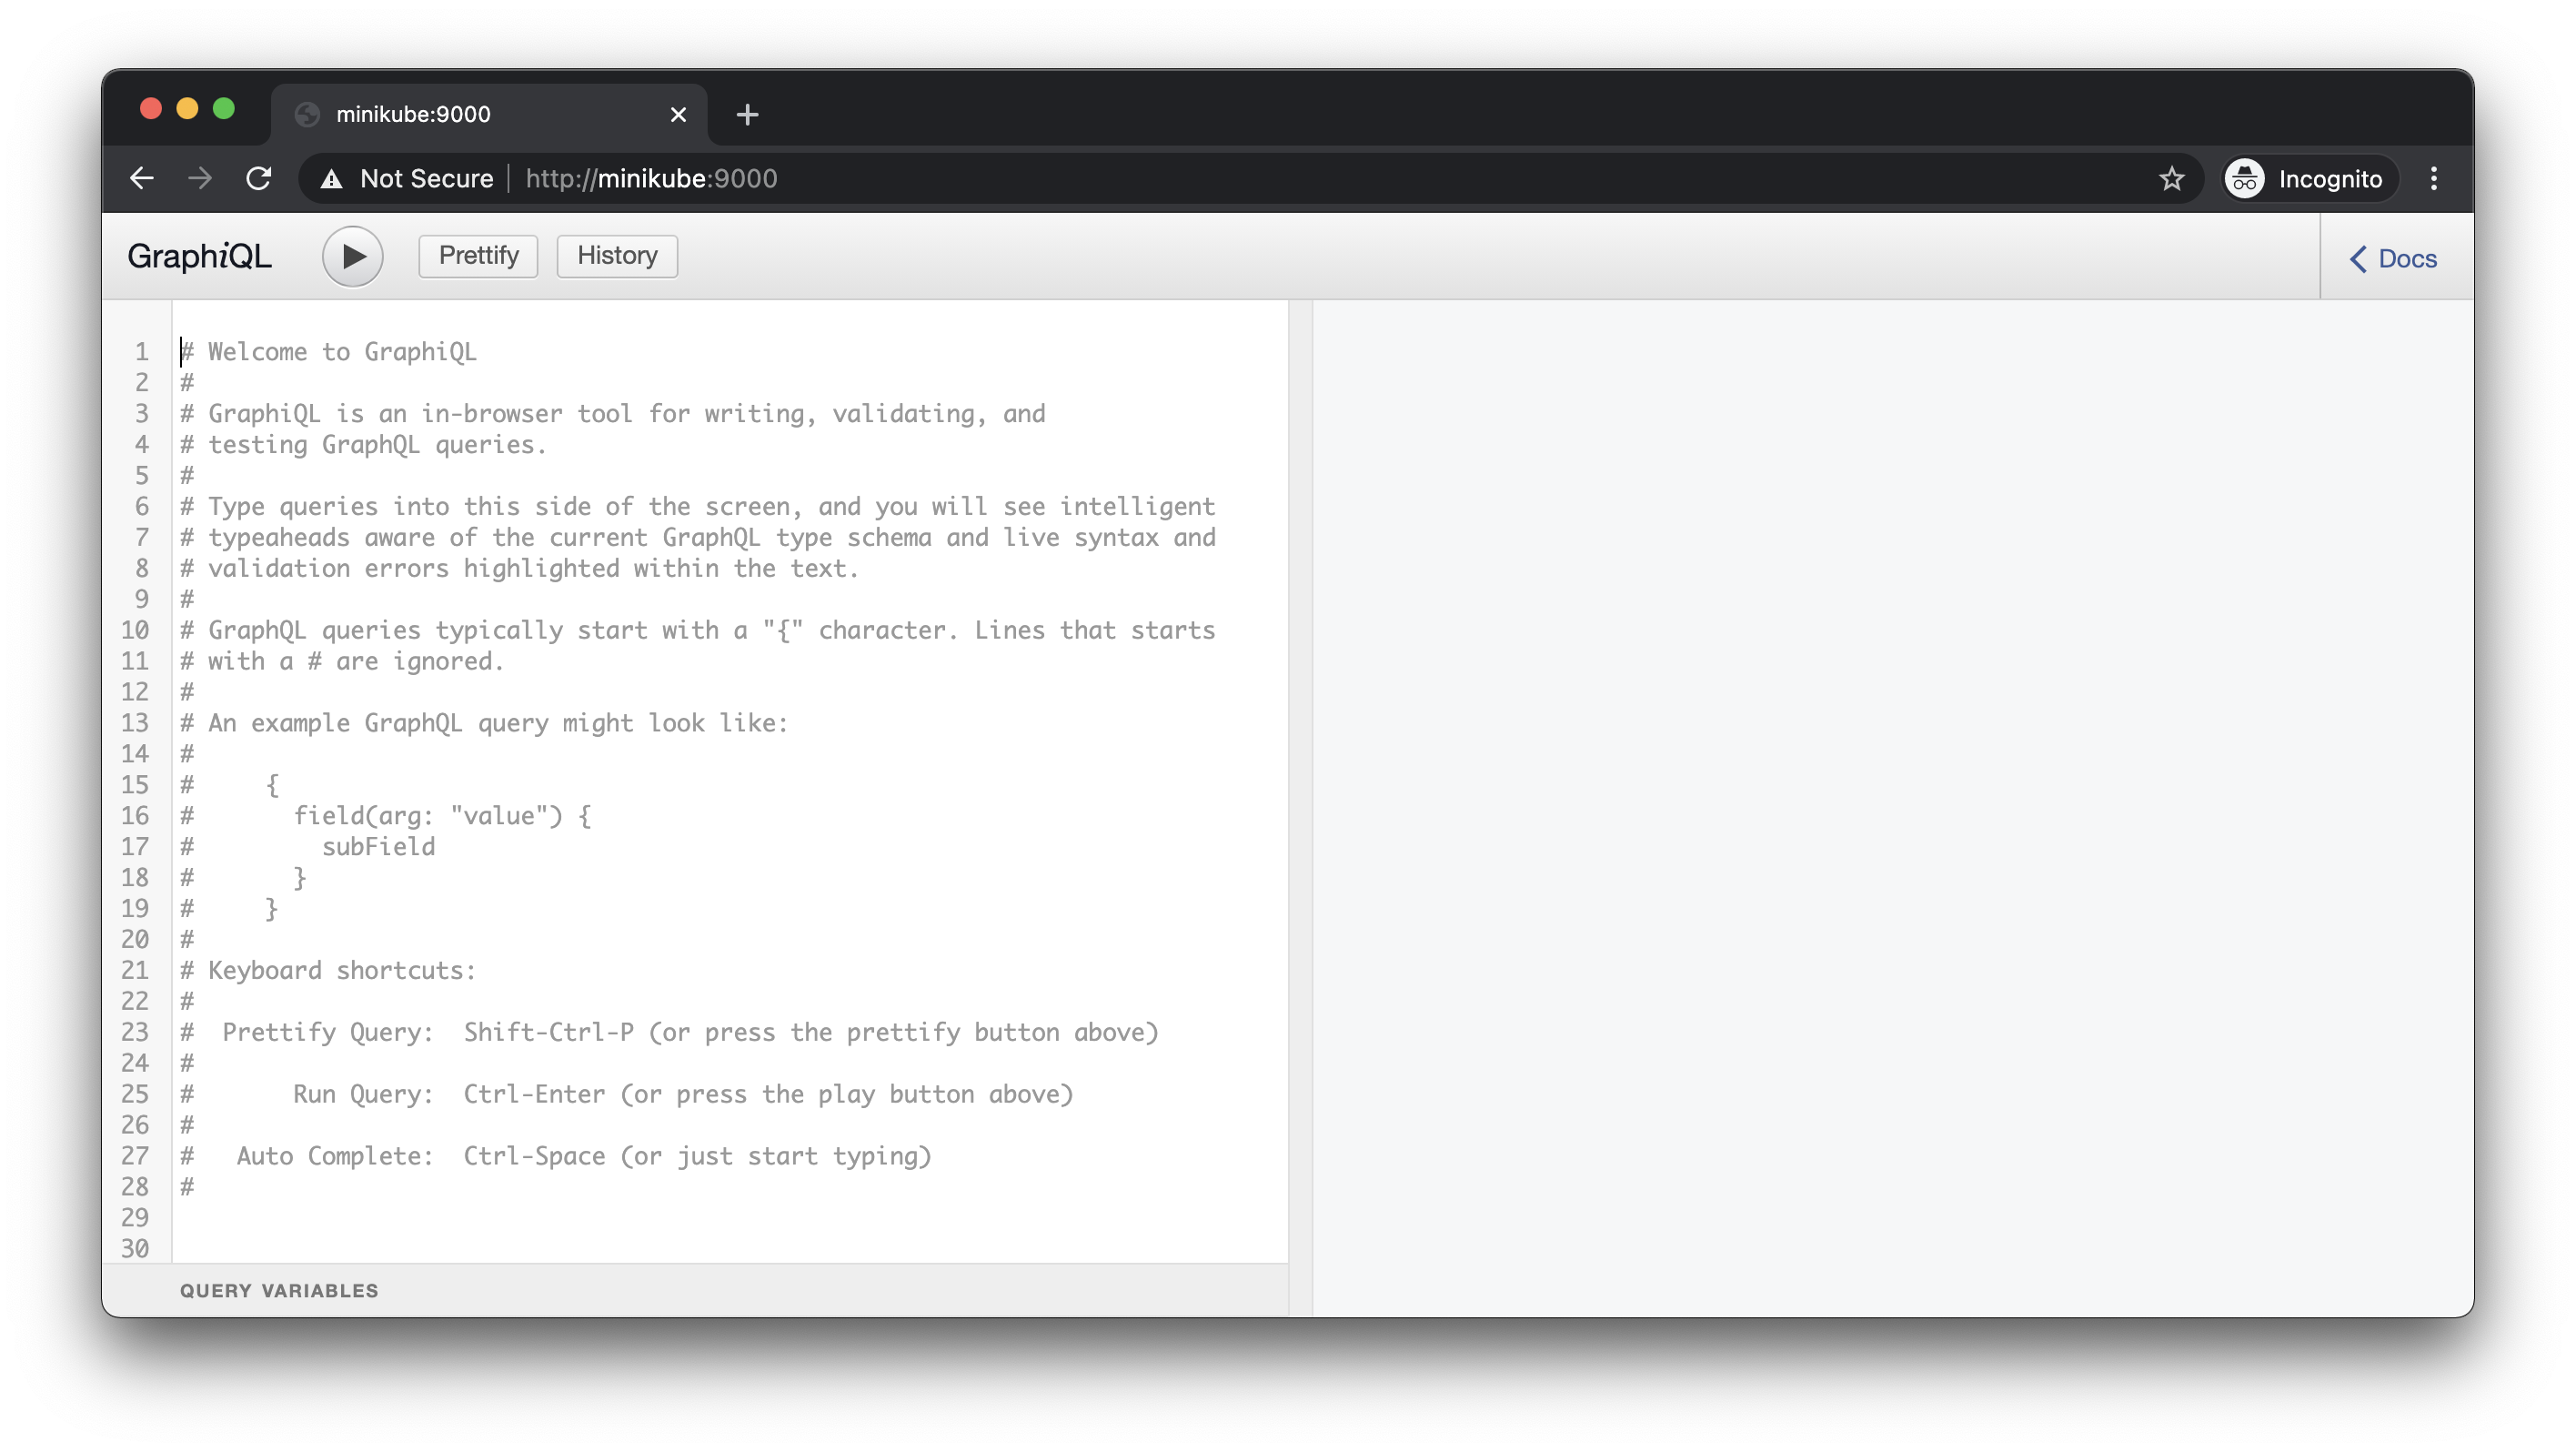 minikube:9000
Not Secure http://minikube:9000 Incognito
GraphiQL Prettify History Docs
1 # Welcome to GraphiQL
2 #
3 # GraphiQL is an in-browser tool for writing, validating, and
4 # testing GraphQL queries.
5 #
6 # Type queries into this side of the screen, and you will see intelligent
7 # typeaheads aware of the current GraphQL type schema and live syntax and
8 # validation errors highlighted within the text.
9 #
10 # GraphQL queries typically start with a "{" character. Lines that starts
11 # with a # are ignored.
12 #
13 # An example GraphQL query might look like:
14 #
15 #     {
16 #       field(arg: "value") {
17 #         subField
18 #       }
19 #     }
20 #
21 # Keyboard shortcuts:
22 #
23 #  Prettify Query:  Shift-Ctrl-P (or press the prettify button above)
24 #
25 #       Run Query:  Ctrl-Enter (or press the play button above)
26 #
27 #   Auto Complete:  Ctrl-Space (or just start typing)
28 #
29
30
QUERY VARIABLES